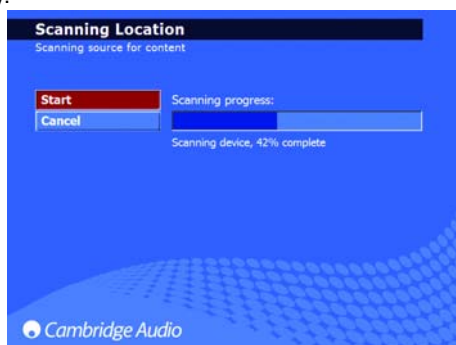 Scanning Location
Scanning source for content
Start
Scanning progress:
Cancel
Scanning device, 42% complete
Cambridge Audio